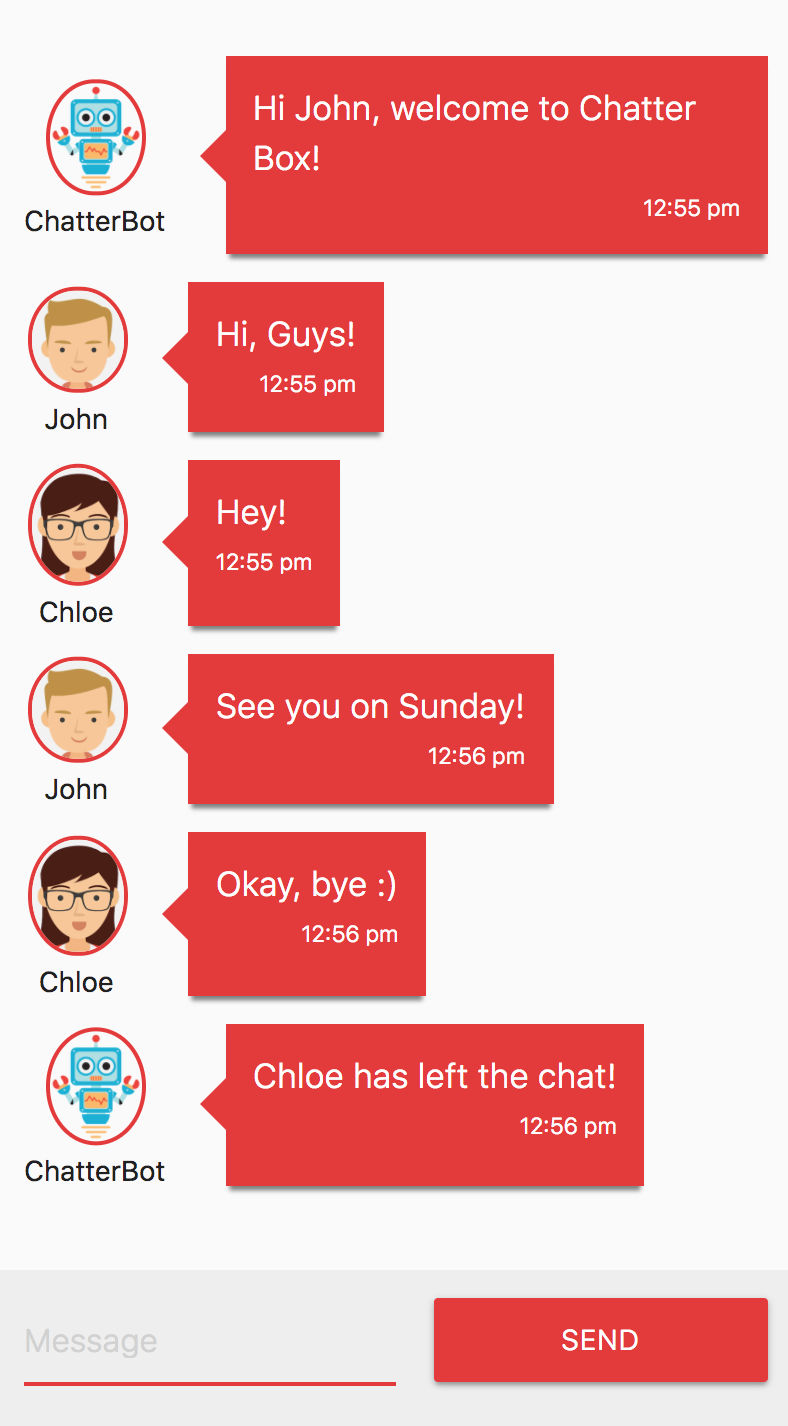 Hi John, welcome to Chatter
Box!
12:55 pm
ChatterBot
Hi, Guys!
12:55 pm
John
Hey!
12:55 pm
Chloe
See you on Sunday!
12:56 pm
John
Okay, bye :)
12:56 pm
Chloe
Chloe has left the chat!
12:56 pm
ChatterBot
Message
SEND